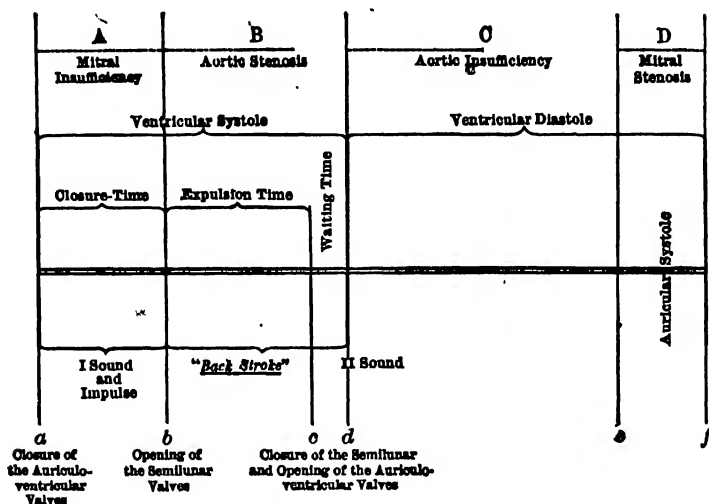 A B C D
Mitral Insufficiency
Aortic Stenosis
Aortic Insufficiency
Mitral Stenosis
Ventricular Systole
Ventricular Diastole
Closure-Time
Expulsion Time
Waiting Time
Auricular Systole
I Sound
and
Impulse
"Back Stroke"
II Sound
a b c d e f
Closure of
the Auriculo-
ventricular
Valves
Opening of
the Semilunar
Valves
Closure of the Semilunar
and Opening of the Auriculo-
ventricular Valves